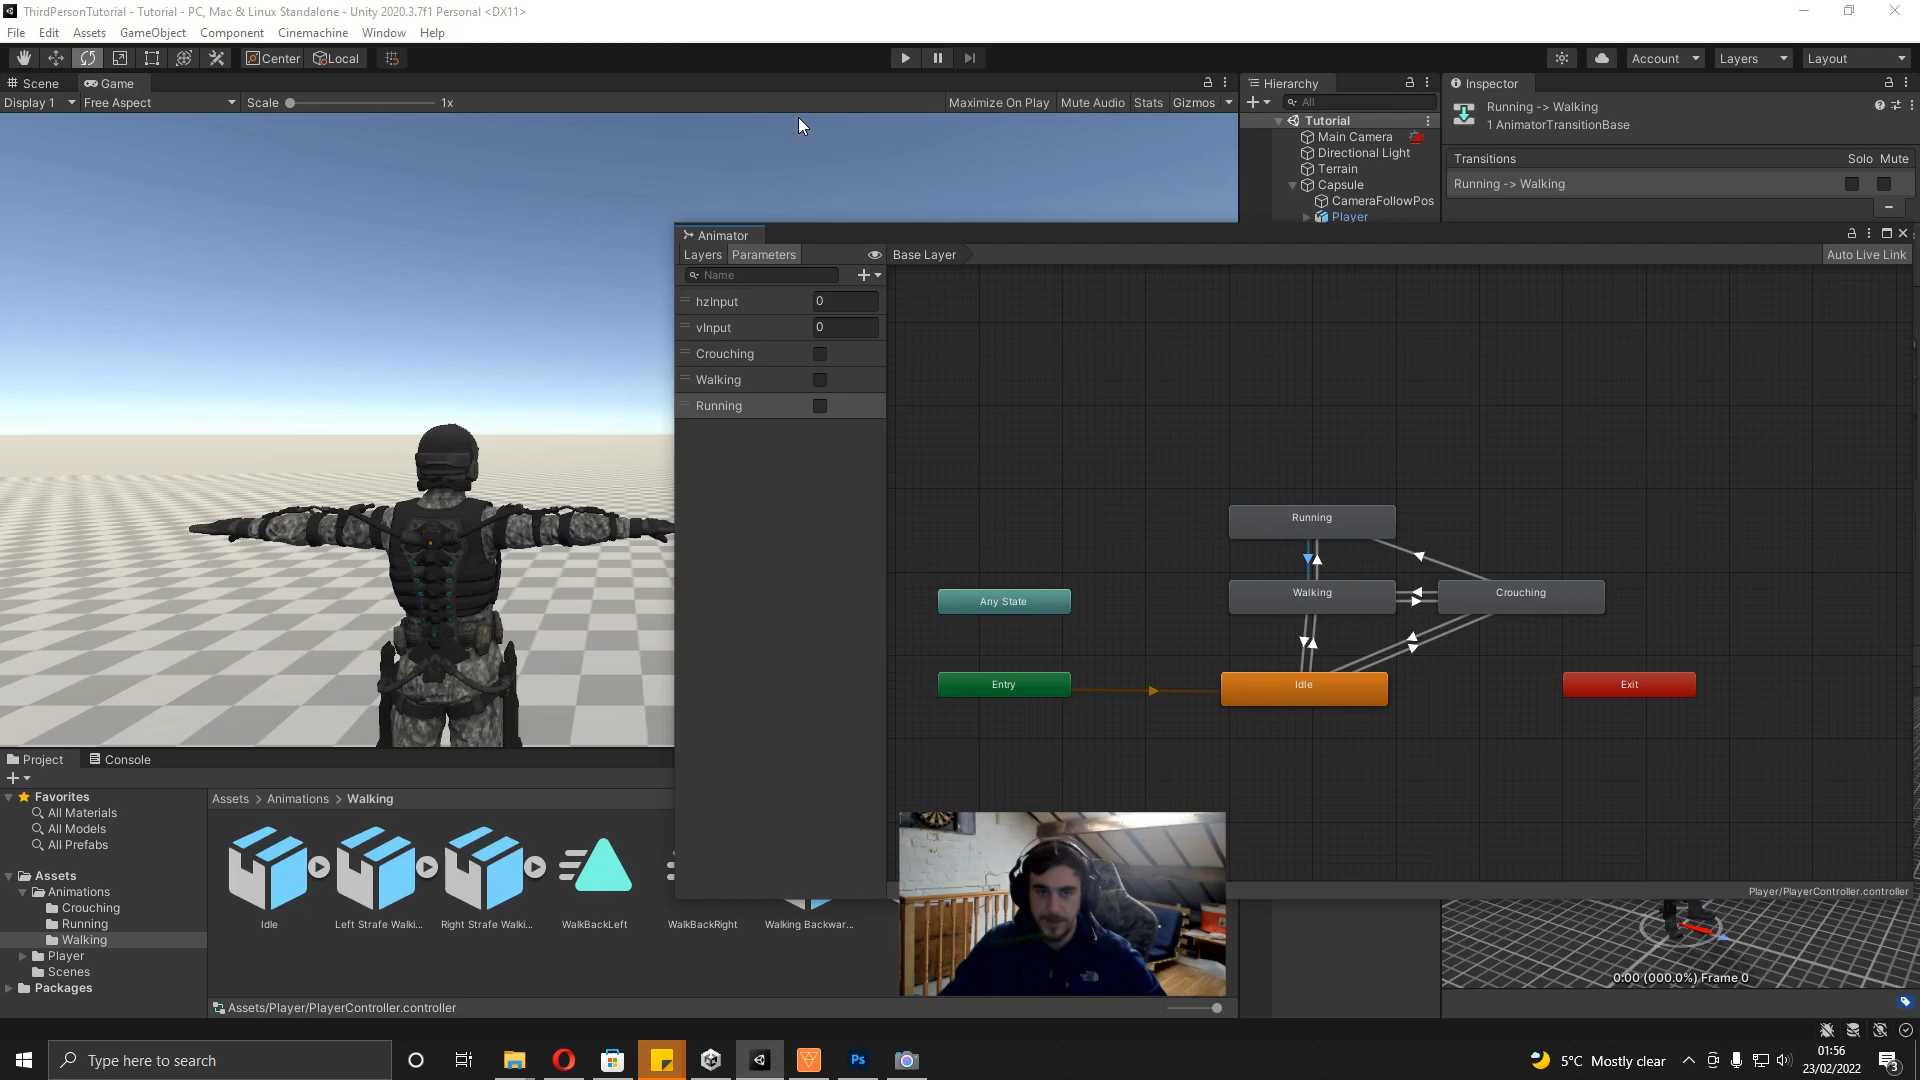 ThirdPersonTutorial - Tutorial - PC, Mac & Linux Standalone - Unity 2020.3.7f1 Personal <DX11>
File Edit Assets GameObject Component Cinemachine Window Help
Center Local Account Layers Layout
Scene Game
Display 1 Free Aspect Scale 1x Maximize On Play Mute Audio Stats Gizmos
Hierarchy
All
Tutorial
Main Camera
Directional Light
Terrain
Capsule
CameraFollowPos
Player
Inspector
Running -> Walking
1 AnimatorTransitionBase
Transitions Solo Mute
Running -> Walking
Animator
Layers Parameters Base Layer Auto Live Link
Name
hzInput 0
vInput 0
Crouching
Walking
Running
Running
Walking
Crouching
Any State
Entry
Idle
Exit
Player/PlayerController.controller
Project Console
Favorites
All Materials
All Models
All Prefabs
Assets
Animations
Crouching
Running
Walking
Player
Scenes
Packages
Assets > Animations > Walking
Idle
Left Strafe Walki...
Right Strafe Walki...
WalkBackLeft
WalkBackRight
Walking Backwar...
Assets/Player/PlayerController.controller
0:00 (000.0%) Frame 0
Type here to search
Ps
5°C Mostly clear
01:56
23/02/2022
3